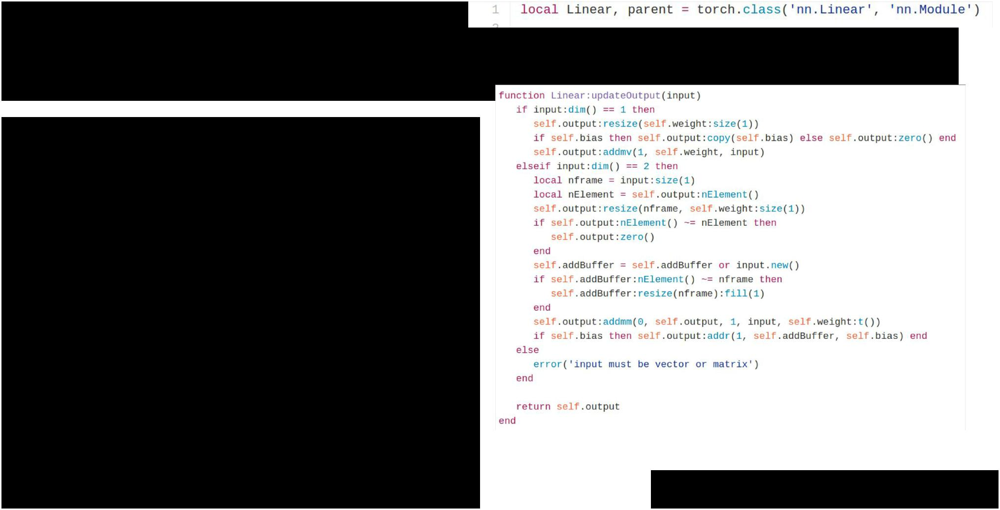 1 local Linear, parent = torch.class('nn.Linear', 'nn.Module')
function Linear:updateOutput(input)
   if input:dim() == 1 then
      self.output:resize(self.weight:size(1))
      if self.bias then self.output:copy(self.bias) else self.output:zero() end
      self.output:addmv(1, self.weight, input)
   elseif input:dim() == 2 then
      local nframe = input:size(1)
      local nElement = self.output:nElement()
      self.output:resize(nframe, self.weight:size(1))
      if self.output:nElement() ~= nElement then
         self.output:zero()
      end
      self.addBuffer = self.addBuffer or input.new()
      if self.addBuffer:nElement() ~= nframe then
         self.addBuffer:resize(nframe):fill(1)
      end
      self.output:addmm(0, self.output, 1, input, self.weight:t())
      if self.bias then self.output:addr(1, self.addBuffer, self.bias) end
   else
      error('input must be vector or matrix')
   end
   return self.output
end